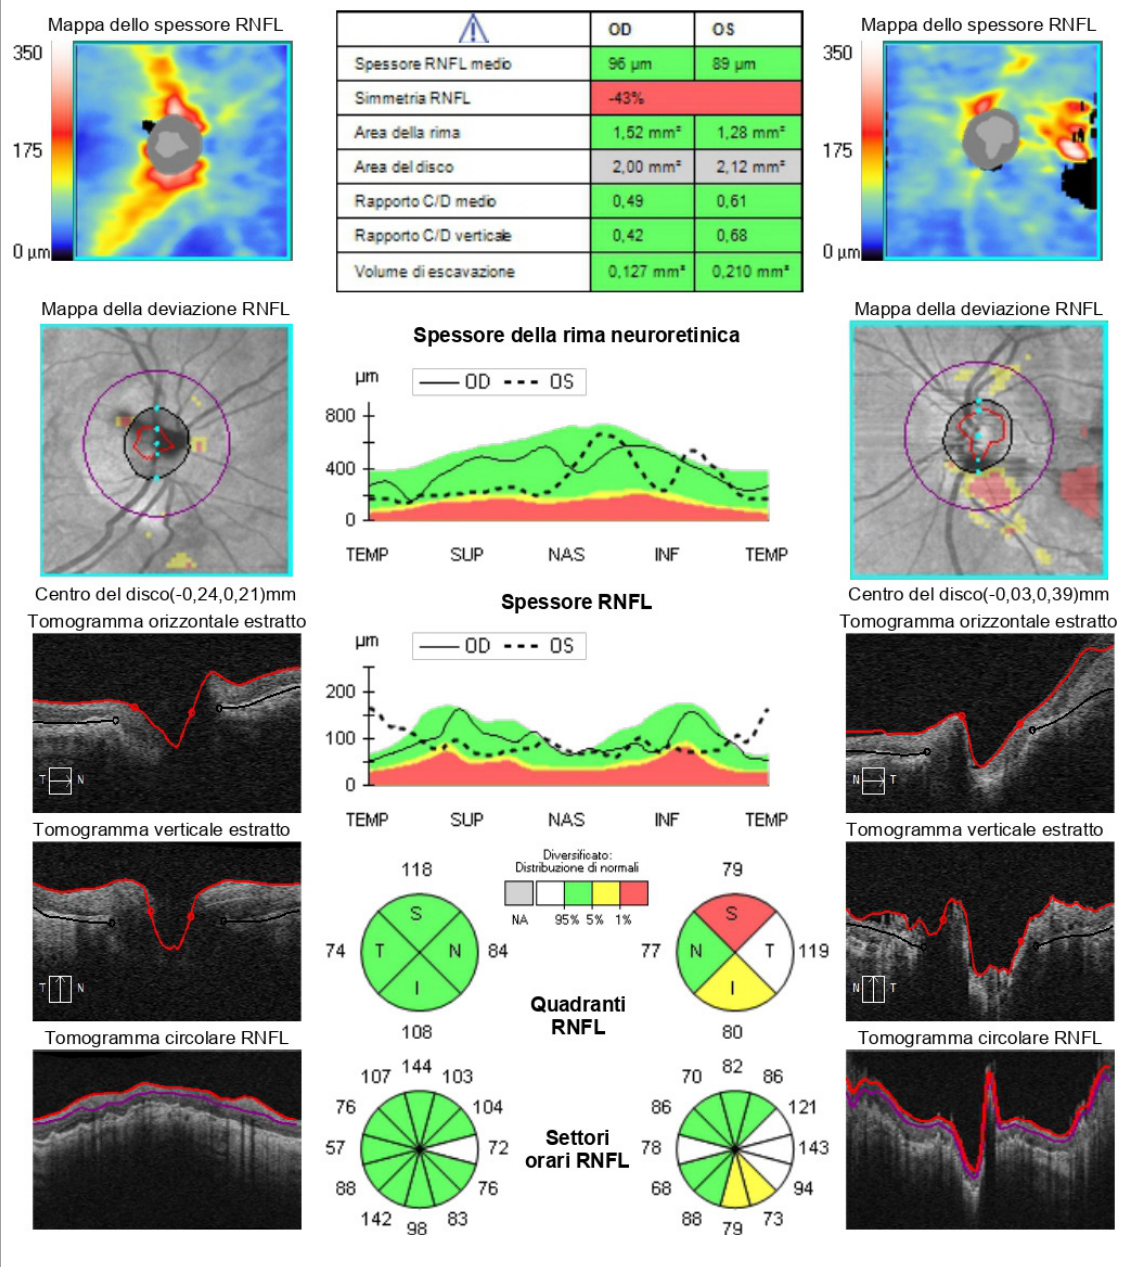 Mappa dello spessore RNFL
350
175
0 µm
OD OS
Spessore RNFL medio 96 µm 89 µm
Simmetria RNFL -43%
Area della rima 1,52 mm² 1,28 mm²
Area del disco 2,00 mm² 2,12 mm²
Rapporto C/D medio 0,49 0,61
Rapporto C/D verticale 0,42 0,68
Volume di escavazione 0,127 mm³ 0,210 mm³
Mappa dello spessore RNFL
350
175
0 µm
Mappa della deviazione RNFL
Centro del disco(-0,24,0,21)mm
Spessore della rima neuroretinica
µm
OD OS
800
400
0
TEMP SUP NAS INF TEMP
Mappa della deviazione RNFL
Centro del disco(-0,03,0,39)mm
Tomogramma orizzontale estratto
T N
Spessore RNFL
µm
OD OS
200
100
0
TEMP SUP NAS INF TEMP
Tomogramma orizzontale estratto
N T
Tomogramma verticale estratto
T N
Diversificato:
Distribuzione di normali
NA 95% 5% 1%
118
S
74 T N 84
I
108
Quadranti
RNFL
79
S
77 N T 119
I
80
Tomogramma verticale estratto
N T
Tomogramma circolare RNFL
144
107 103
76 104
57 72
88 76
142 83
98
Settori
orari RNFL
82
70 86
86 121
78 143
68 94
88 73
79
Tomogramma circolare RNFL